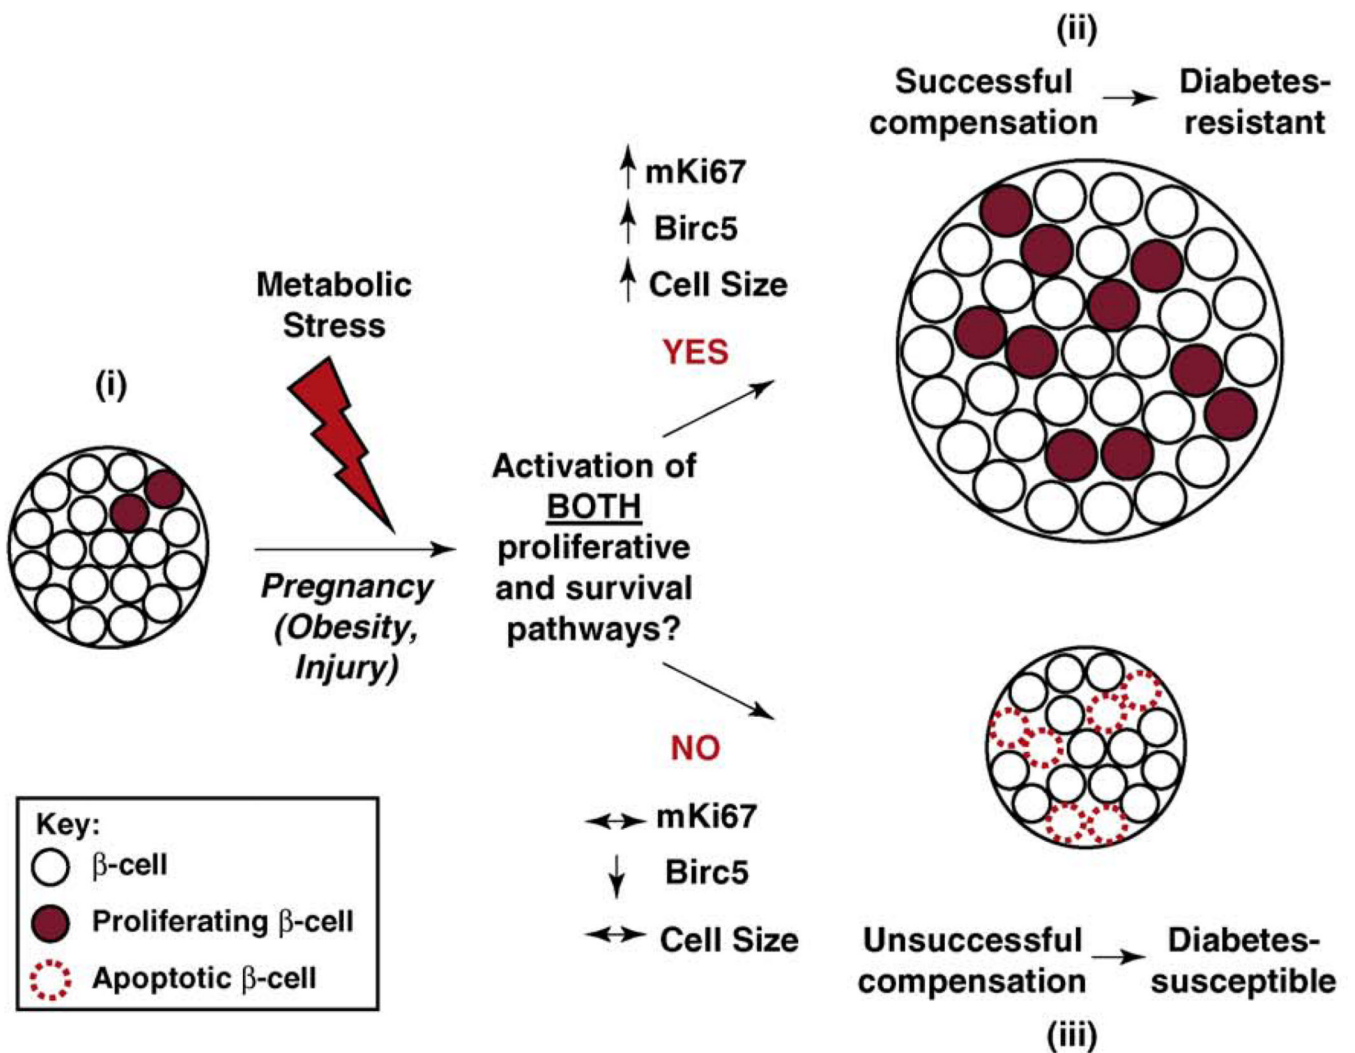 (i)
Metabolic
Stress
Pregnancy
(Obesity,
Injury)
Activation of
BOTH
proliferative
and survival
pathways?
↑ mKi67
↑ Birc5
↑ Cell Size
YES
(ii)
Successful
compensation
Diabetes-
resistant
NO
↔ mKi67
↓ Birc5
↔ Cell Size
Unsuccessful
compensation
Diabetes-
susceptible
(iii)
Key:
β-cell
Proliferating β-cell
Apoptotic β-cell